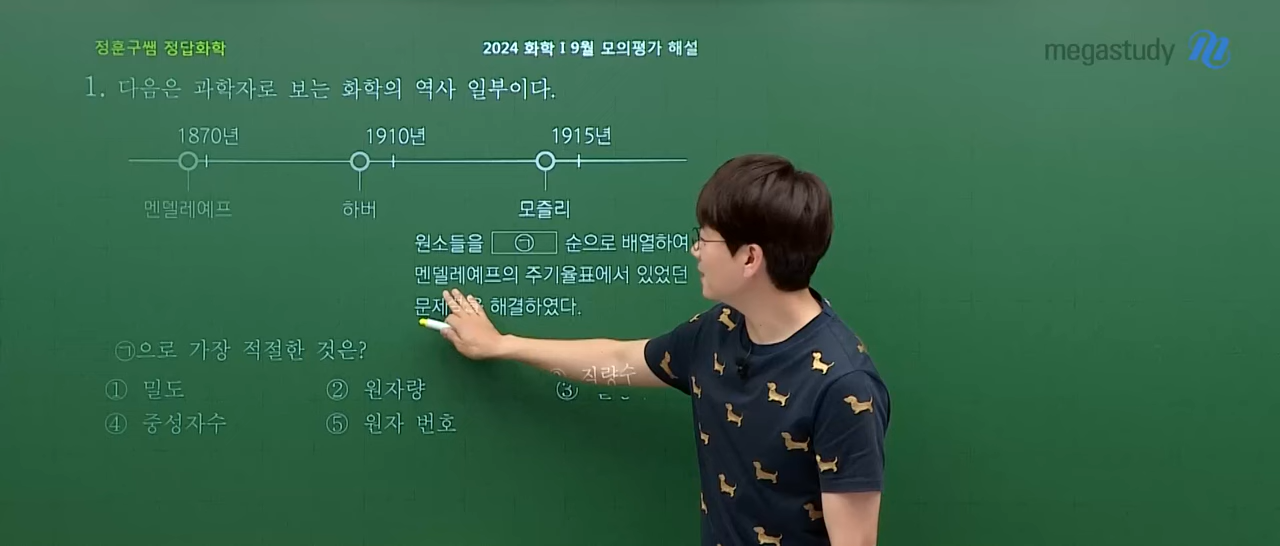 정훈구쌤 정답화학
2024 화학 I 9월 모의평가 해설
megastudy
1. 다음은 과학자로 보는 화학의 역사 일부이다.
1870년 1910년 1915년
멘델레예프 하버 모즐리
원소들을 ㉠ 순으로 배열하여
멘델레예프의 주기율표에서 있었던
해결하였다.
㉠으로 가장 적절한 것은?
① 밀도 ② 원자량 ③ 질량수
④ 중성자수 ⑤ 원자 번호